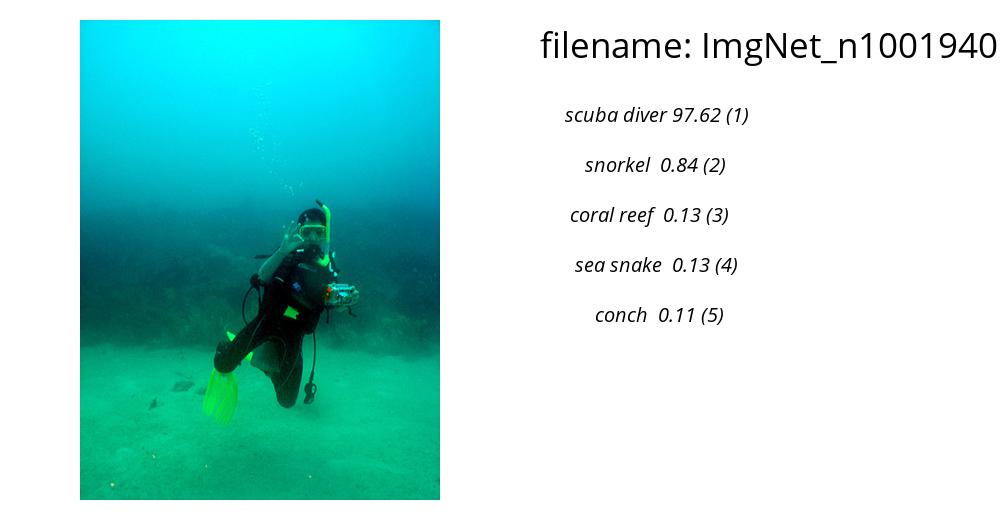 filename: ImgNet_n1001940
scuba diver 97.62 (1)
snorkel 0.84 (2)
coral reef 0.13 (3)
sea snake 0.13 (4)
conch 0.11 (5)